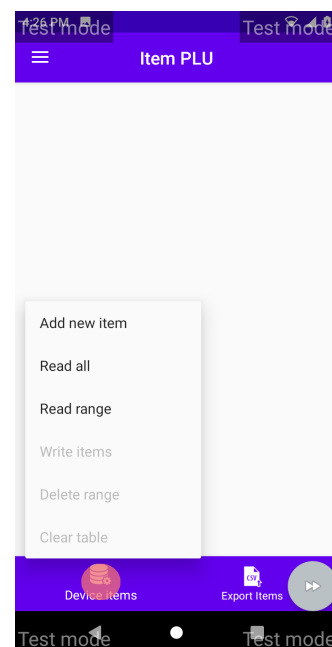 4:26 PM
Test mode Test mode
Item PLU
Add new item
Read all
Read range
Write items
Delete range
Clear table
Device items
CSV
Export Items
Test mode Test mode